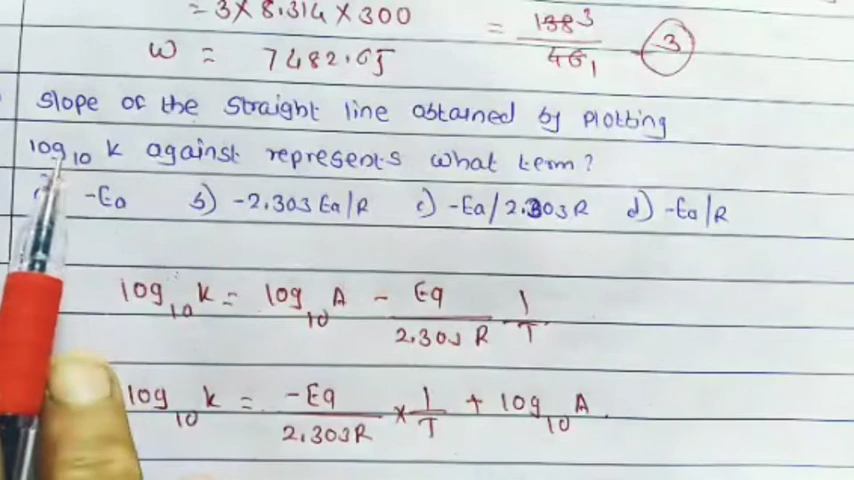 = 3 × 8.314 × 300
w = 7482.6J
= 1383 / 461 3
Slope of the straight line obtained by plotting
log10 k against represents what term?
-Ea b) -2.303 Ea/R c) -Ea/2.303R d) -Ea/R
log10 K = log10 A - Ea / 2.303 R 1 / T
log10 k = -Ea / 2.303R × 1 / T + log10 A